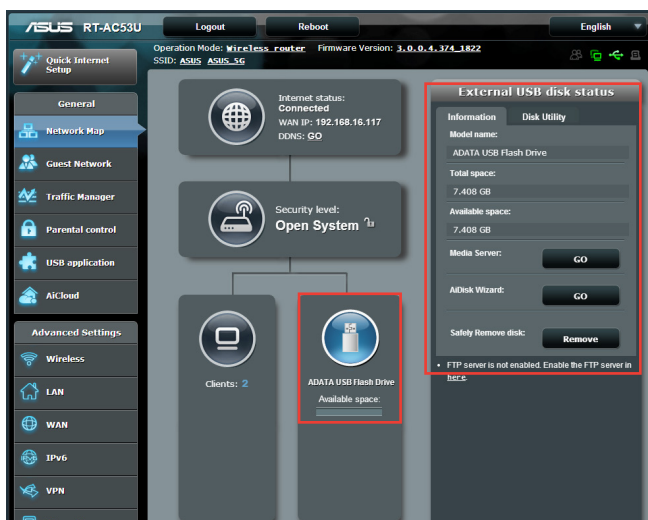 ASUS RT-AC53U
Logout
Reboot
English
Operation Mode: Wireless router Firmware Version: 3.0.0.4.374_1822
SSID: ASUS ASUS_5G
Quick Internet
Setup
General
Network Map
Guest Network
Traffic Manager
Parental control
USB application
AiCloud
Advanced Settings
Wireless
LAN
WAN
IPv6
VPN
Internet status:
Connected
WAN IP: 192.168.16.117
DDNS: GO
Security level:
Open System
Clients: 2
ADATA USB Flash Drive
Available space:
External USB disk status
Information
Disk Utility
Model name:
ADATA USB Flash Drive
Total space:
7.408 GB
Available space:
7.408 GB
Media Server:
GO
AiDisk Wizard:
GO
Safely Remove disk:
Remove
• FTP server is not enabled. Enable the FTP server in
here.